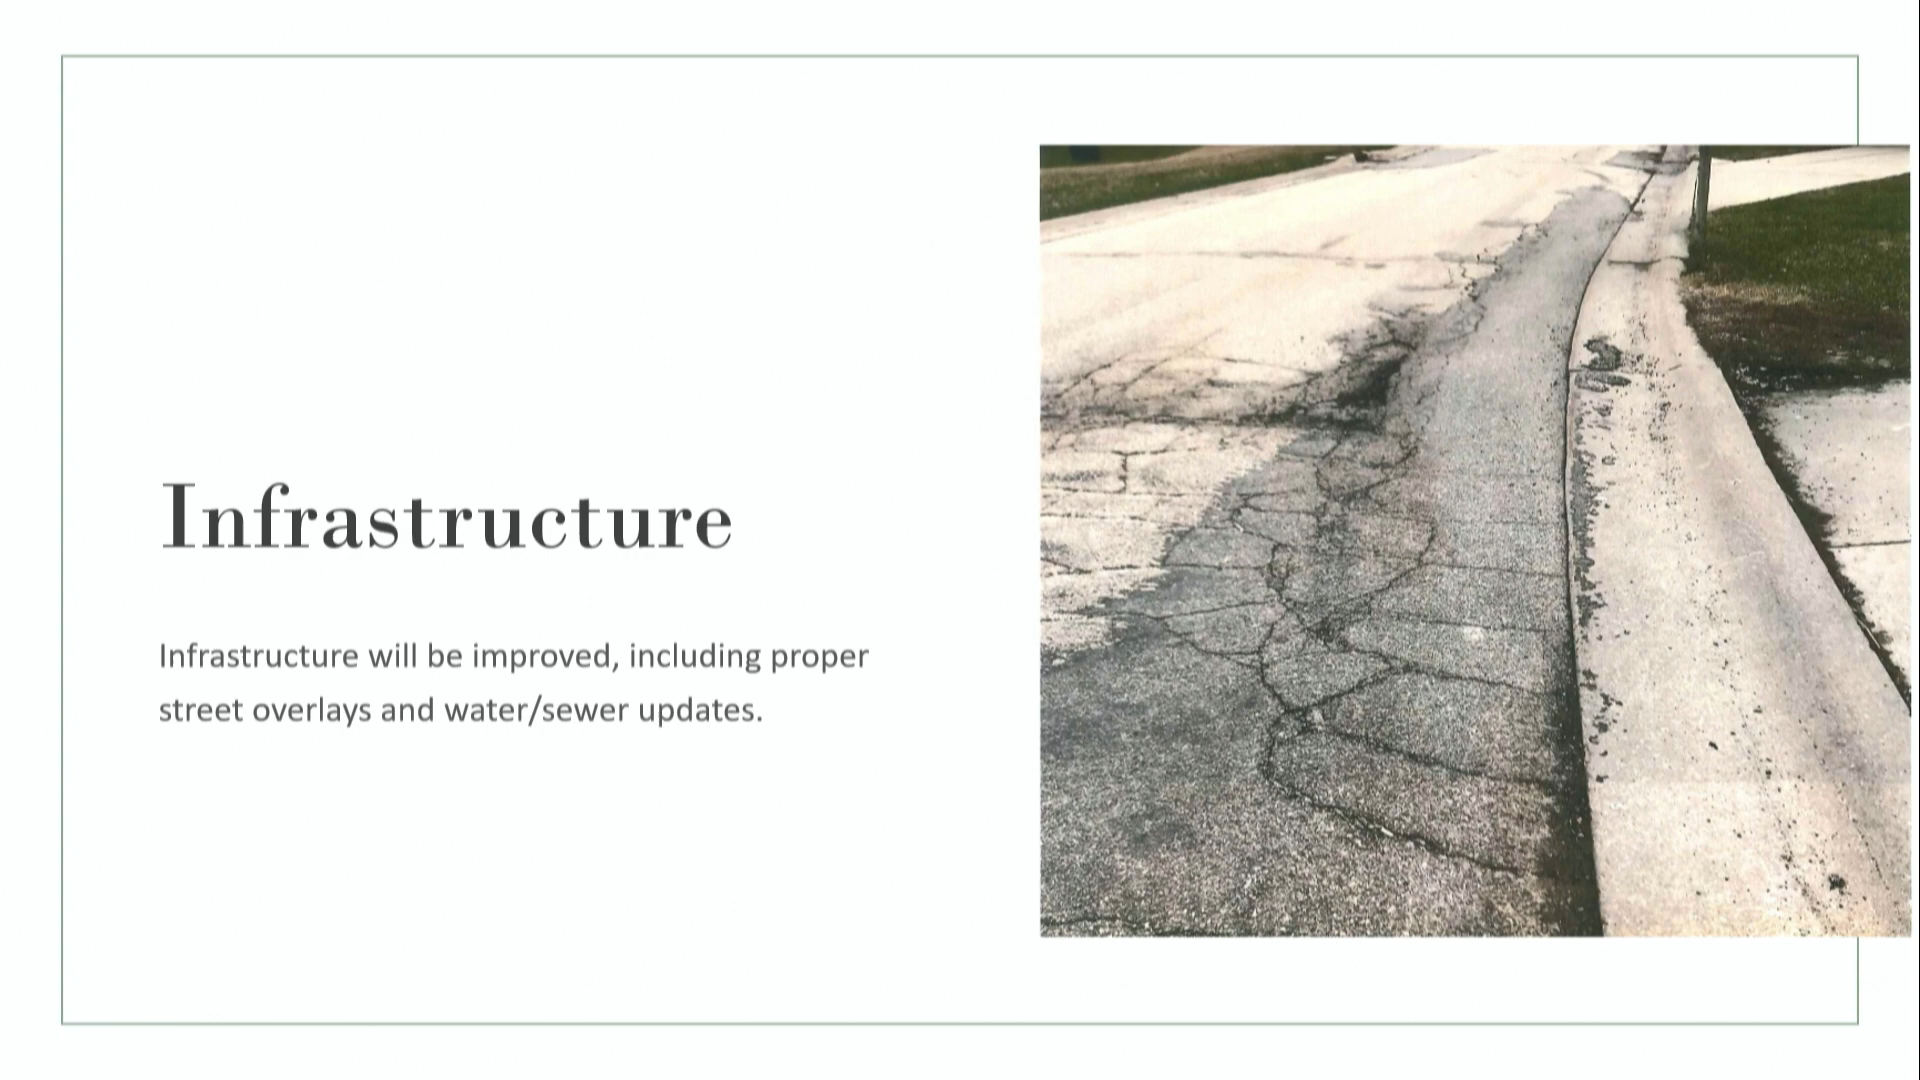 Infrastructure
Infrastructure will be improved, including proper
street overlays and water/sewer updates.